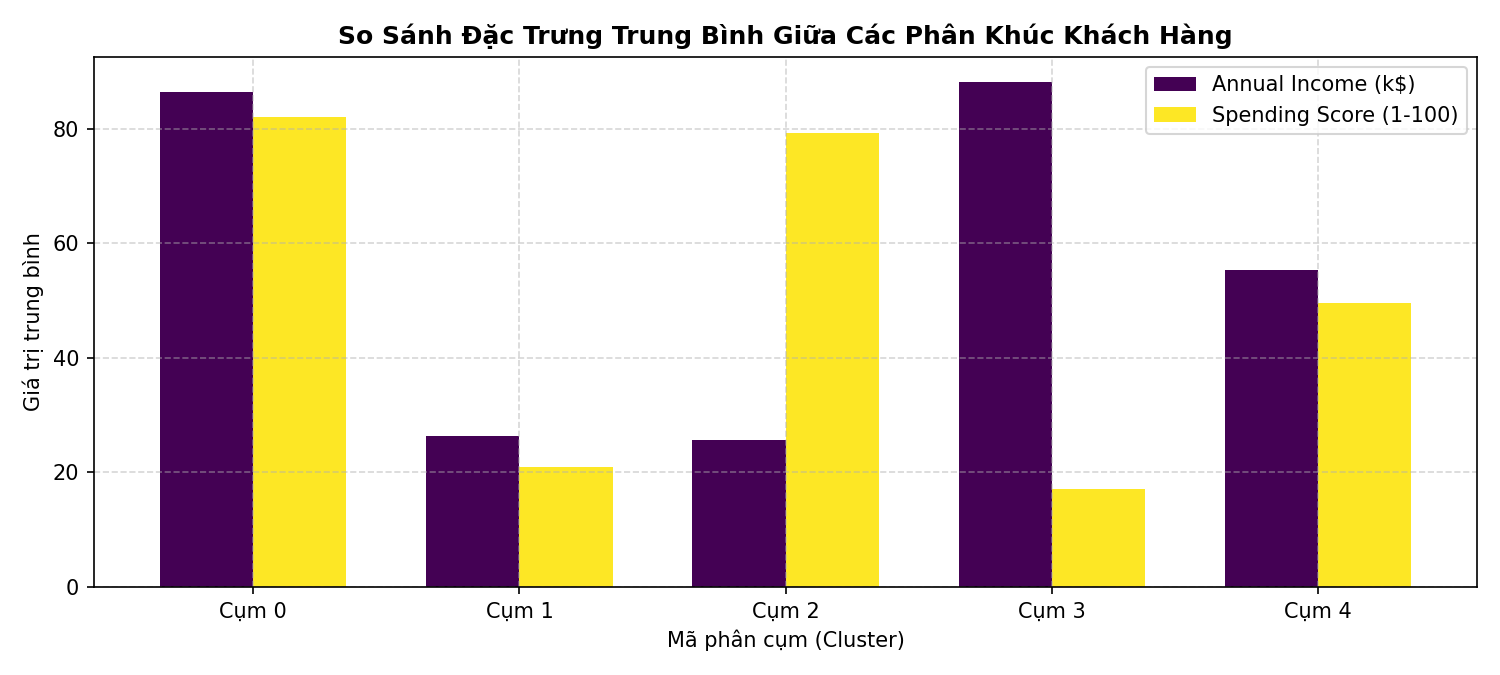 So Sánh Đặc Trưng Trung Bình Giữa Các Phân Khúc Khách Hàng
Annual Income (k$)
Spending Score (1-100)
Giá trị trung bình
80
60
40
20
0
Cụm 0 Cụm 1 Cụm 2 Cụm 3 Cụm 4
Mã phân cụm (Cluster)